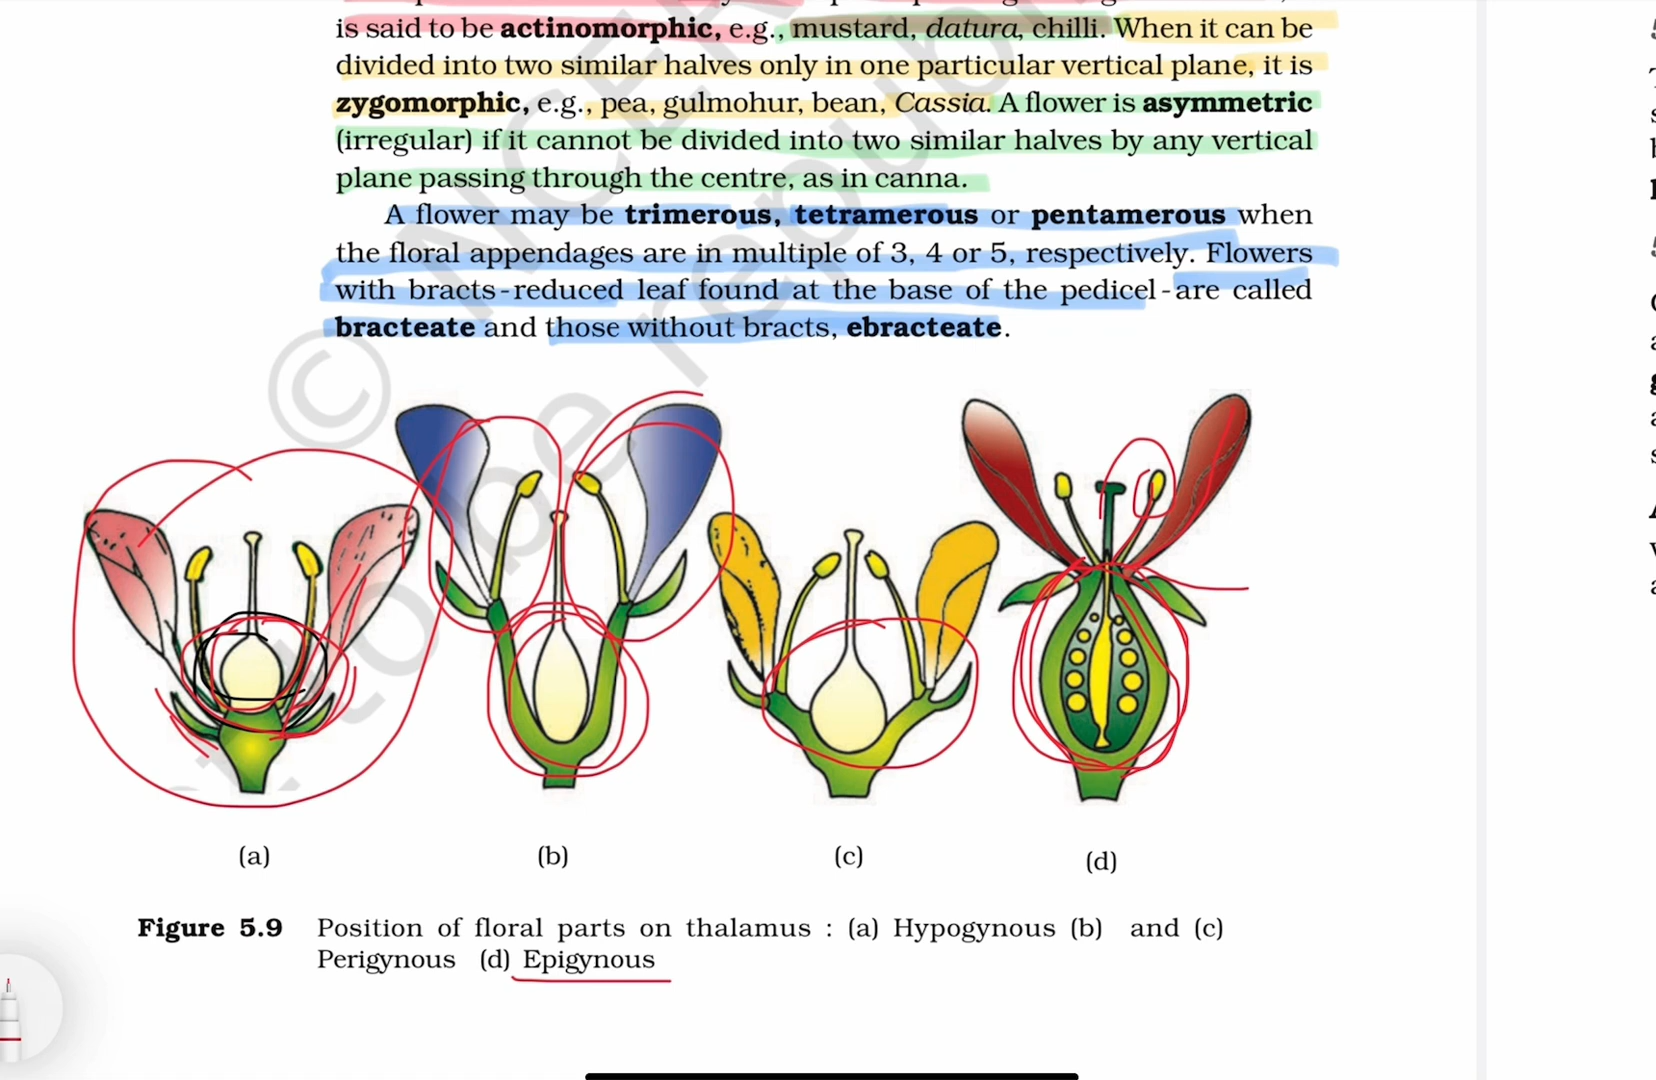 is said to be actinomorphic, e.g., mustard, datura, chilli. When it can be
divided into two similar halves only in one particular vertical plane, it is
zygomorphic, e.g., pea, gulmohur, bean, Cassia. A flower is asymmetric
(irregular) if it cannot be divided into two similar halves by any vertical
plane passing through the centre, as in canna.
A flower may be trimerous, tetramerous or pentamerous when
the floral appendages are in multiple of 3, 4 or 5, respectively. Flowers
with bracts-reduced leaf found at the base of the pedicel-are called
bracteate and those without bracts, ebracteate.
(a)
(b)
(c)
(d)
Figure 5.9 Position of floral parts on thalamus : (a) Hypogynous (b) and (c)
Perigynous (d) Epigynous